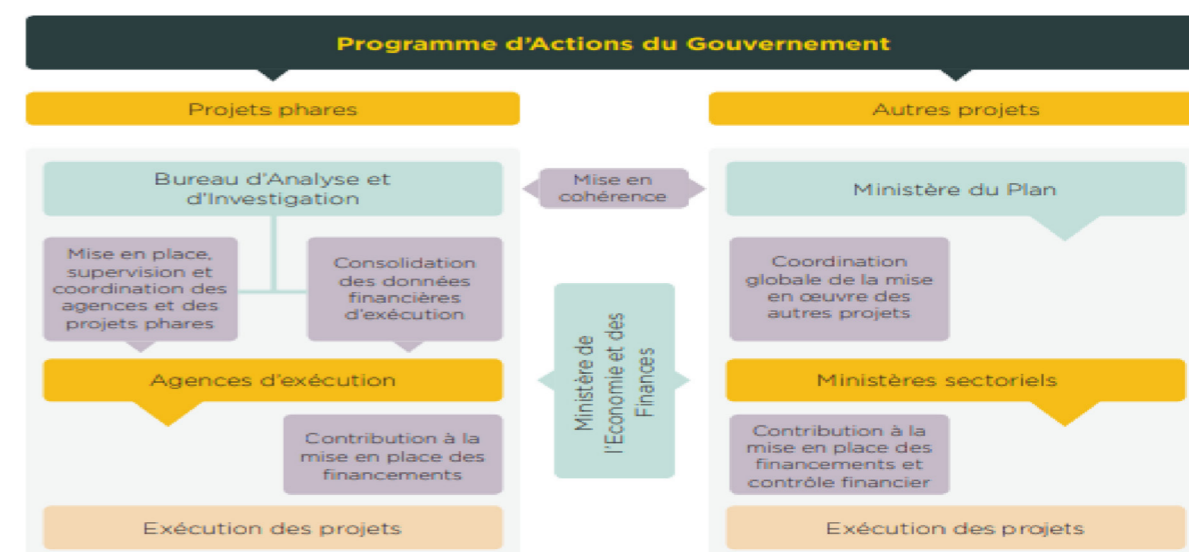 Programme d'Actions du Gouvernement
Projets phares
Autres projets
Bureau d'Analyse et
d'Investigation
Mise en
cohérence
Ministère du Plan
Mise en place,
supervision et
coordination des
agences et des
projets phares
Consolidation
des données
financières
d'exécution
Coordination
globale de la mise
en œuvre des
autres projets
Ministère de
l'Economie et des
Finances
Agences d'exécution
Ministères sectoriels
Contribution à la
mise en place des
financements
Contribution à la
mise en place des
financements et
contrôle financier
Exécution des projets
Exécution des projets